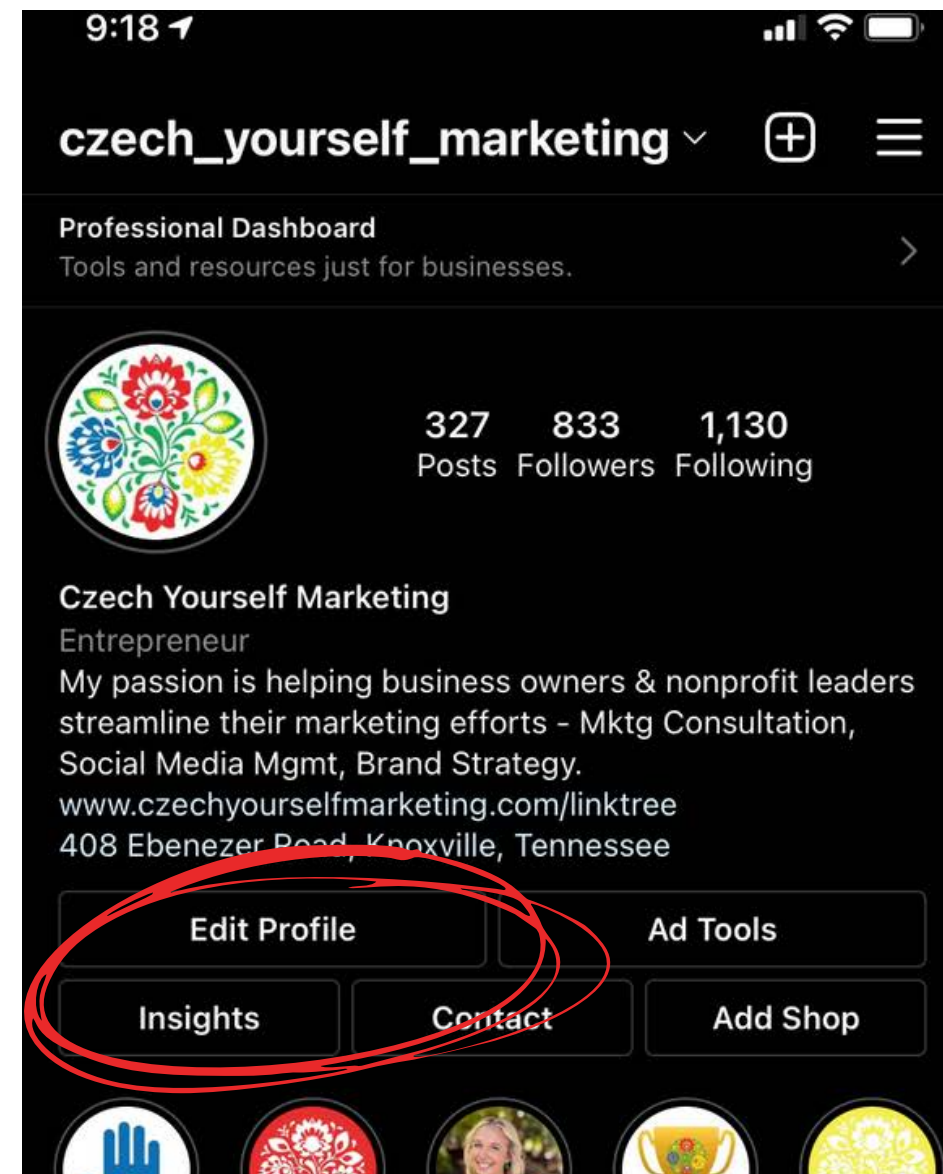 9:18
czech_yourself_marketing
Professional Dashboard
Tools and resources just for businesses.
327 833 1,130
Posts Followers Following
Czech Yourself Marketing
Entrepreneur
My passion is helping business owners & nonprofit leaders
streamline their marketing efforts - Mktg Consultation,
Social Media Mgmt, Brand Strategy.
www.czechyourselfmarketing.com/linktree
408 Ebenezer Road, Knoxville, Tennessee
Edit Profile Ad Tools
Insights Contact Add Shop